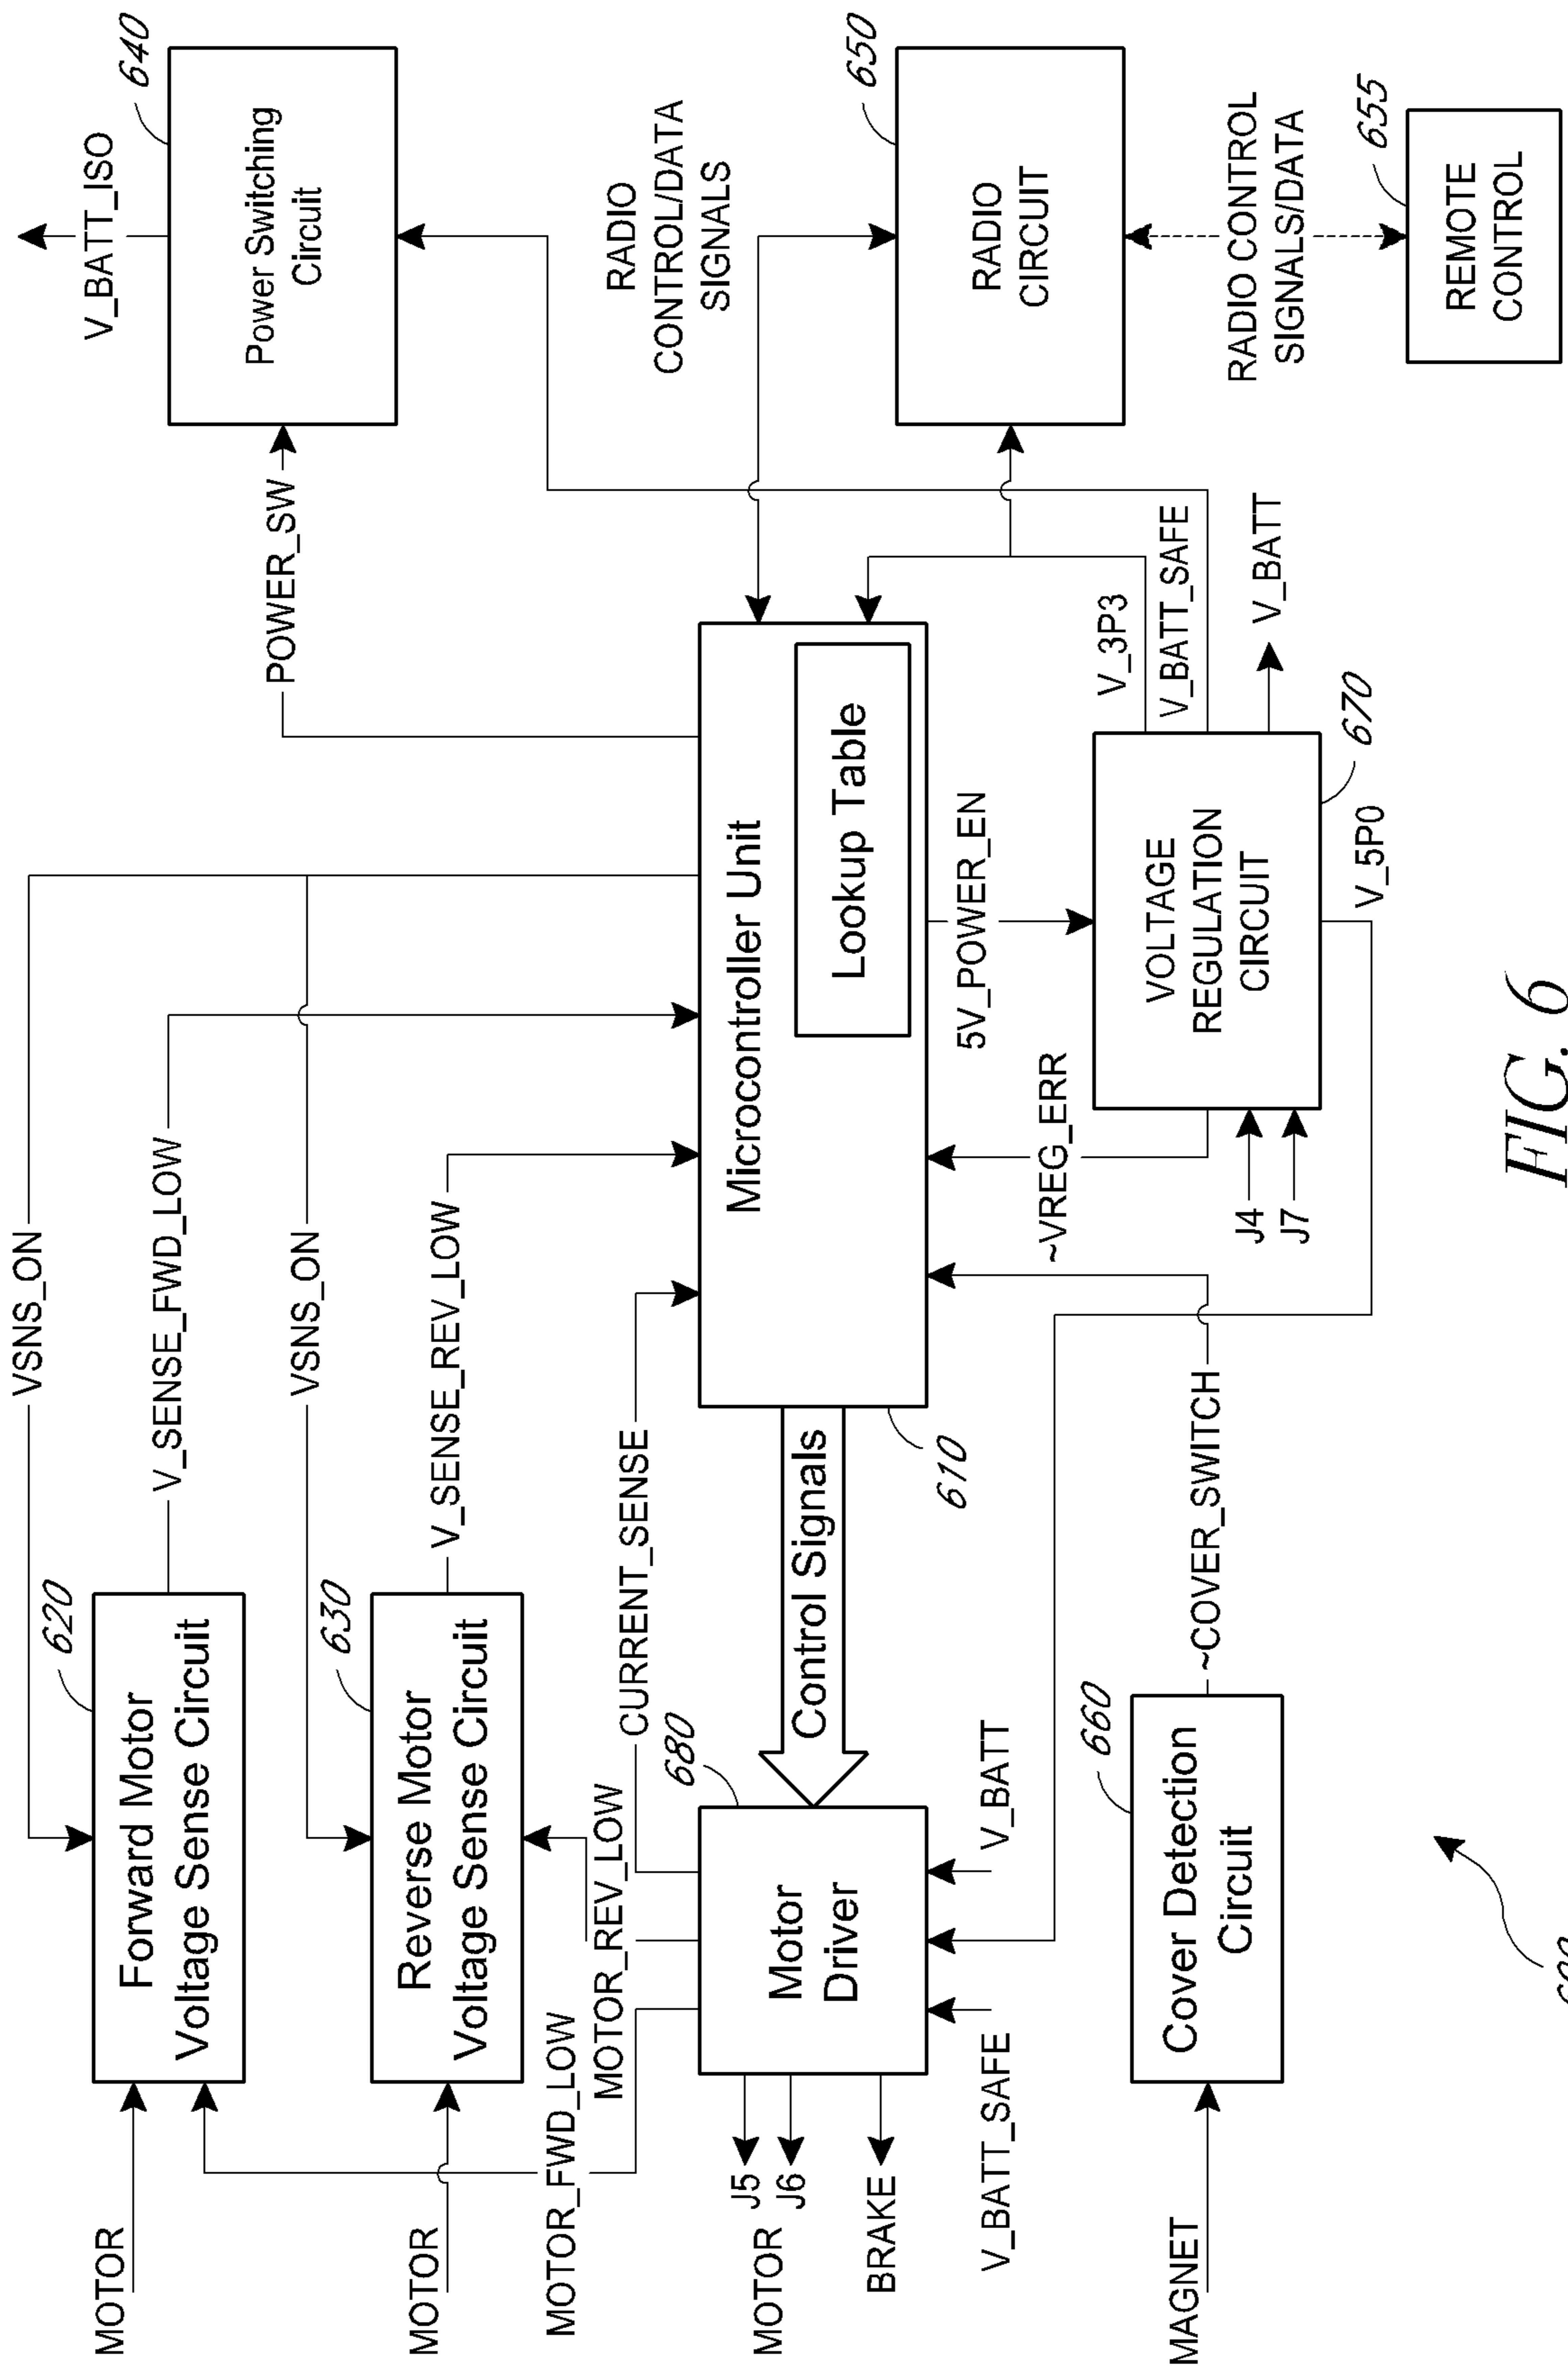 VSNS_ON
620
Forward Motor
Voltage Sense Circuit
MOTOR
V_SENSE_FWD_LOW
VSNS_ON
630
Reverse Motor
Voltage Sense Circuit
MOTOR
V_SENSE_REV_LOW
MOTOR_FWD_LOW
MOTOR_REV_LOW
CURRENT_SENSE
POWER_SW
V_BATT_ISO
640
Power Switching
Circuit
RADIO
CONTROL/DATA
SIGNALS
650
RADIO
CIRCUIT
RADIO CONTROL
SIGNALS/DATA
655
REMOTE
CONTROL
680
Motor
Driver
MOTOR
J5
J6
BRAKE
V_BATT_SAFE
V_BATT
Control Signals
610
Microcontroller Unit
Lookup Table
5V_POWER_EN
~VREG_ERR
V_3P3
V_BATT_SAFE
V_BATT
670
VOLTAGE
REGULATION
CIRCUIT
J4
J7
V_5P0
~COVER_SWITCH
660
Cover Detection
Circuit
MAGNET
FIG. 6